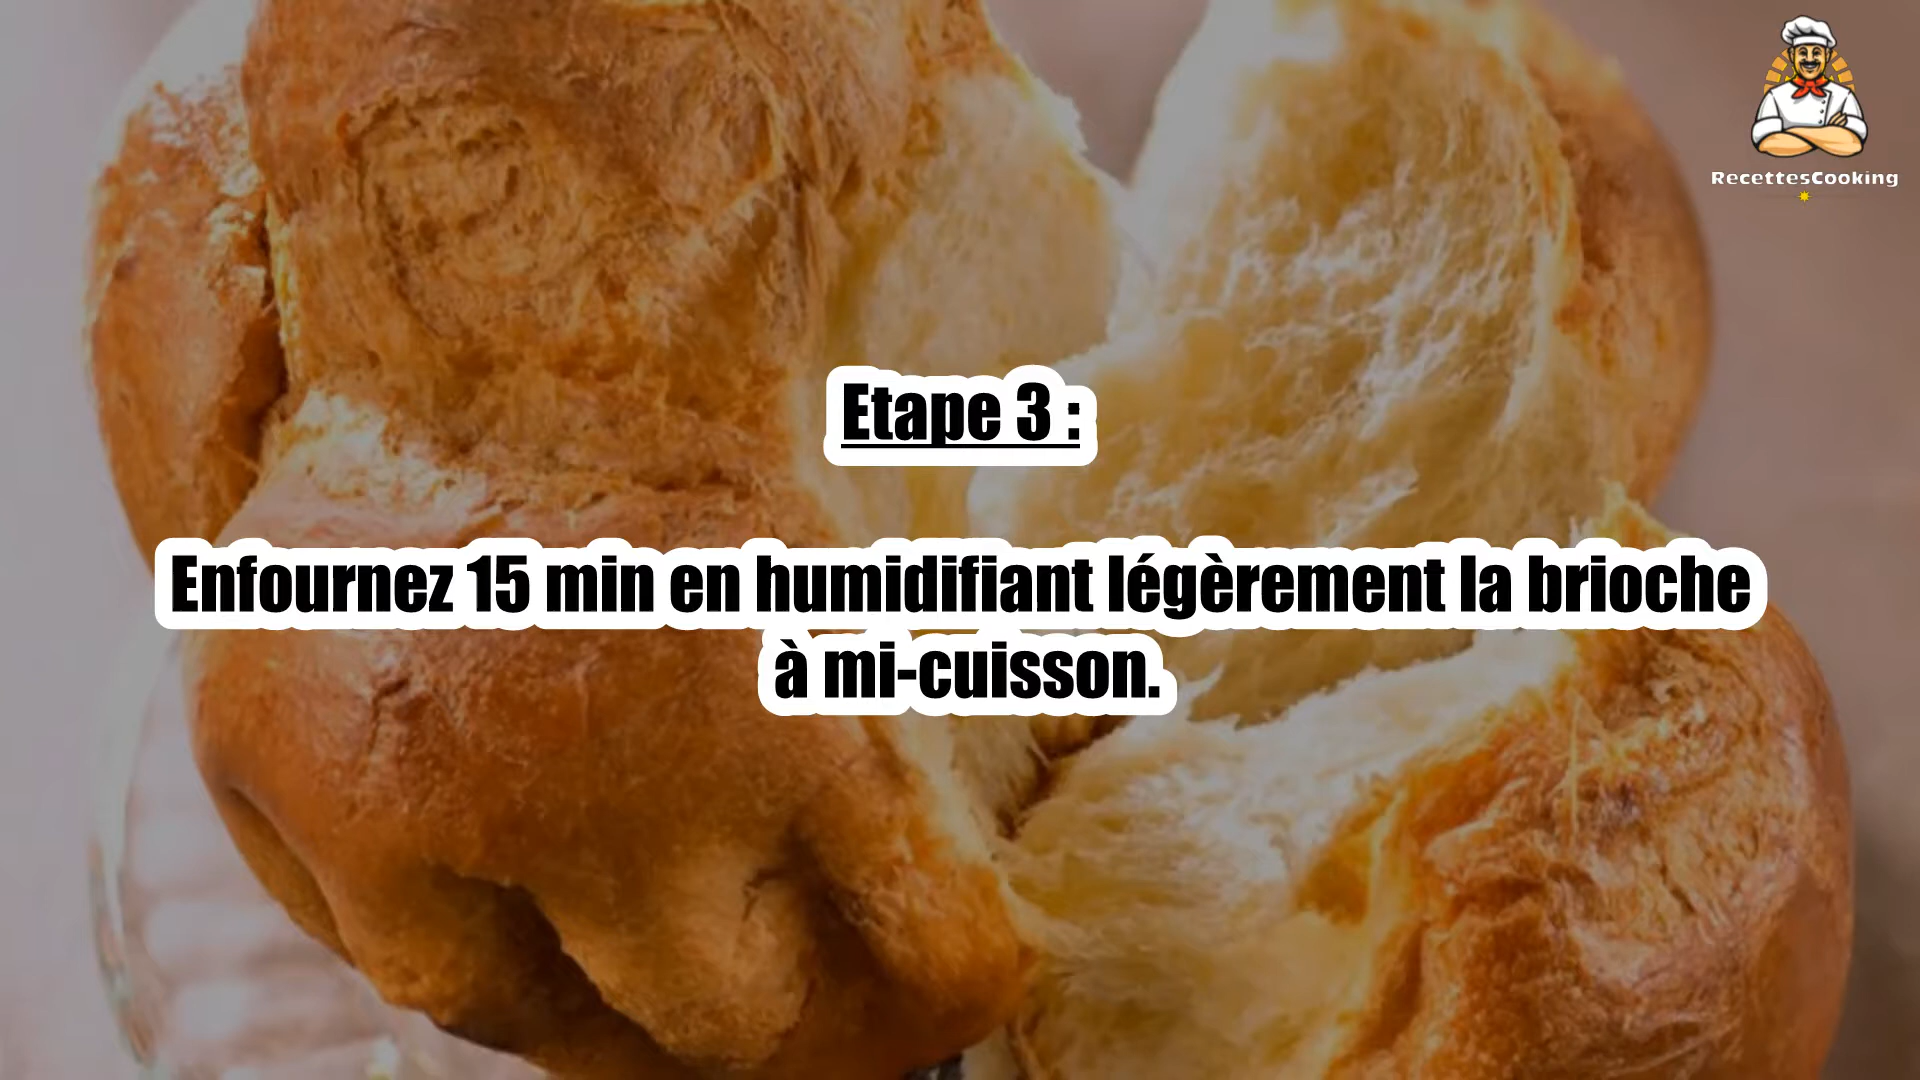 RecettesCooking
Etape 3 :
Enfournez 15 min en humidifiant légèrement la brioche
à mi-cuisson.